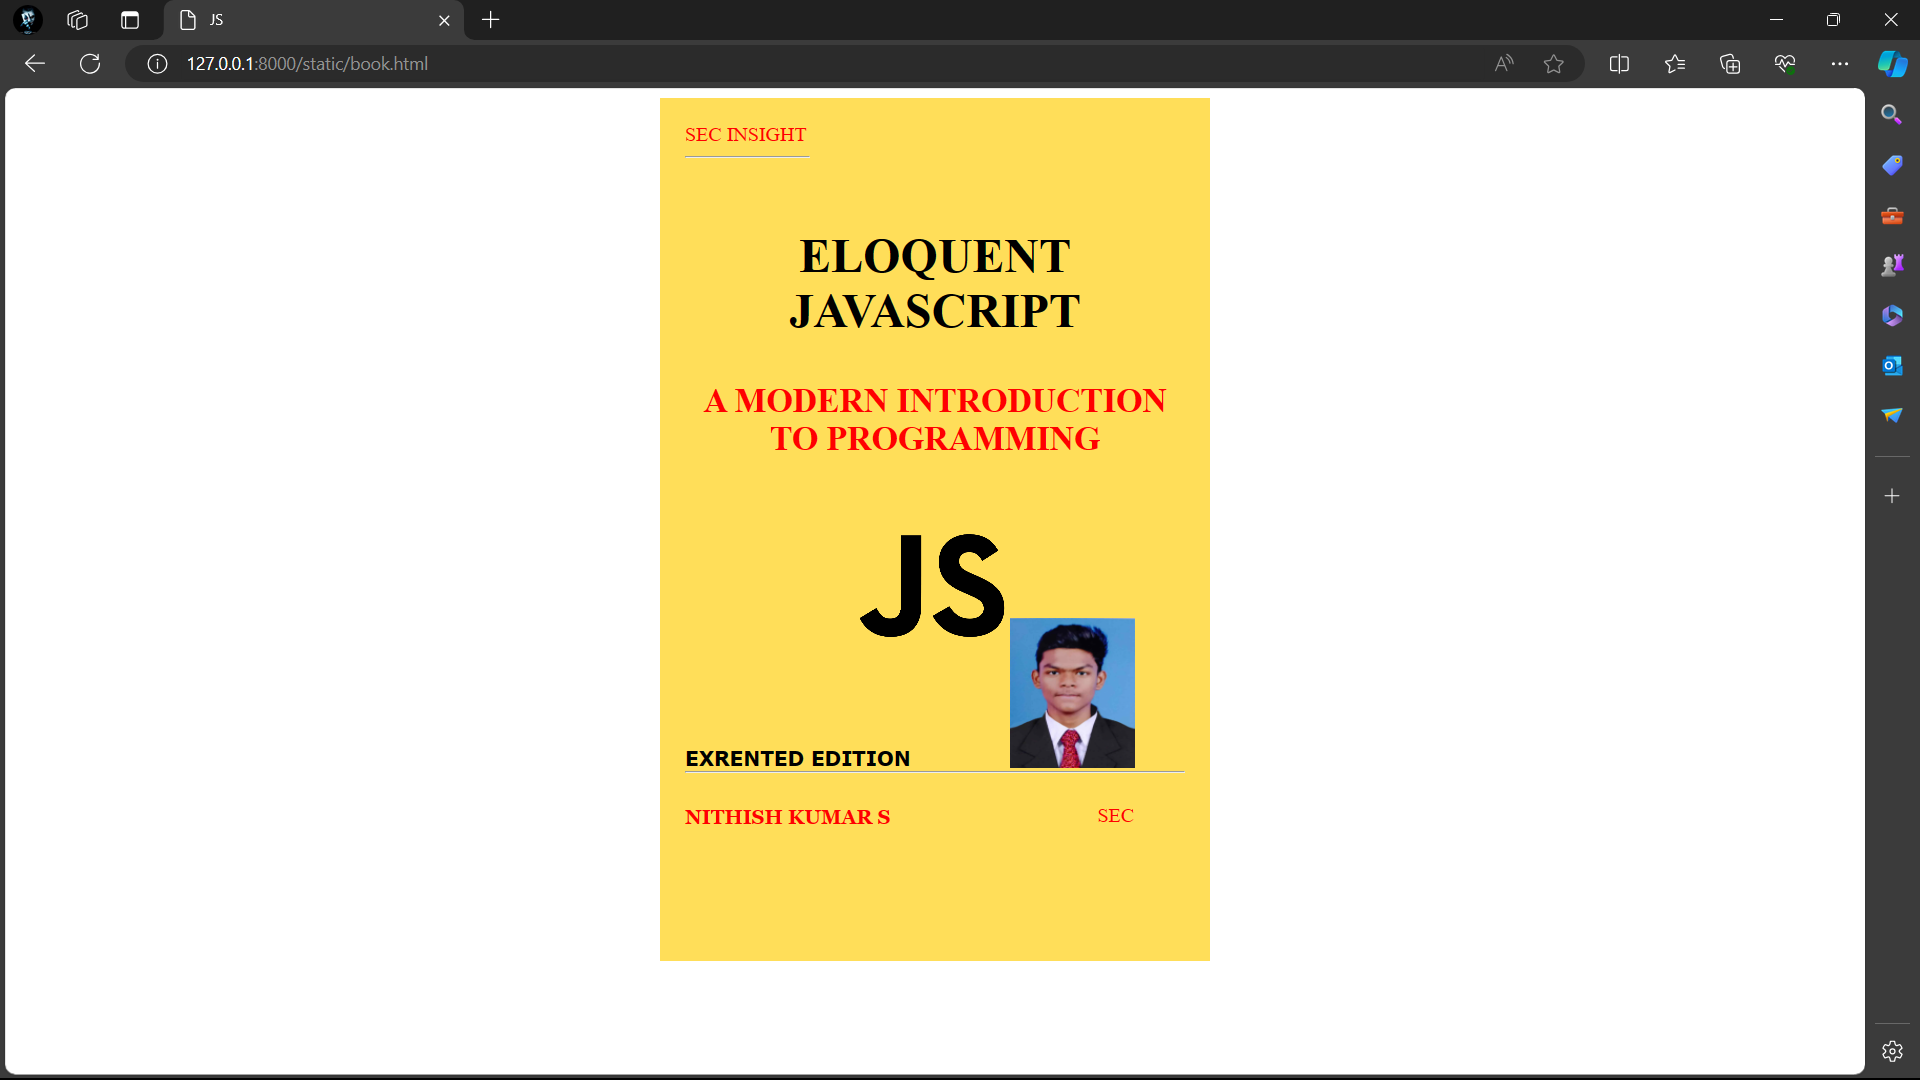 JS
127.0.0.1:8000/static/book.html
SEC INSIGHT
ELOQUENT
JAVASCRIPT
A MODERN INTRODUCTION
TO PROGRAMMING
JS
EXRENTED EDITION
NITHISH KUMAR S
SEC